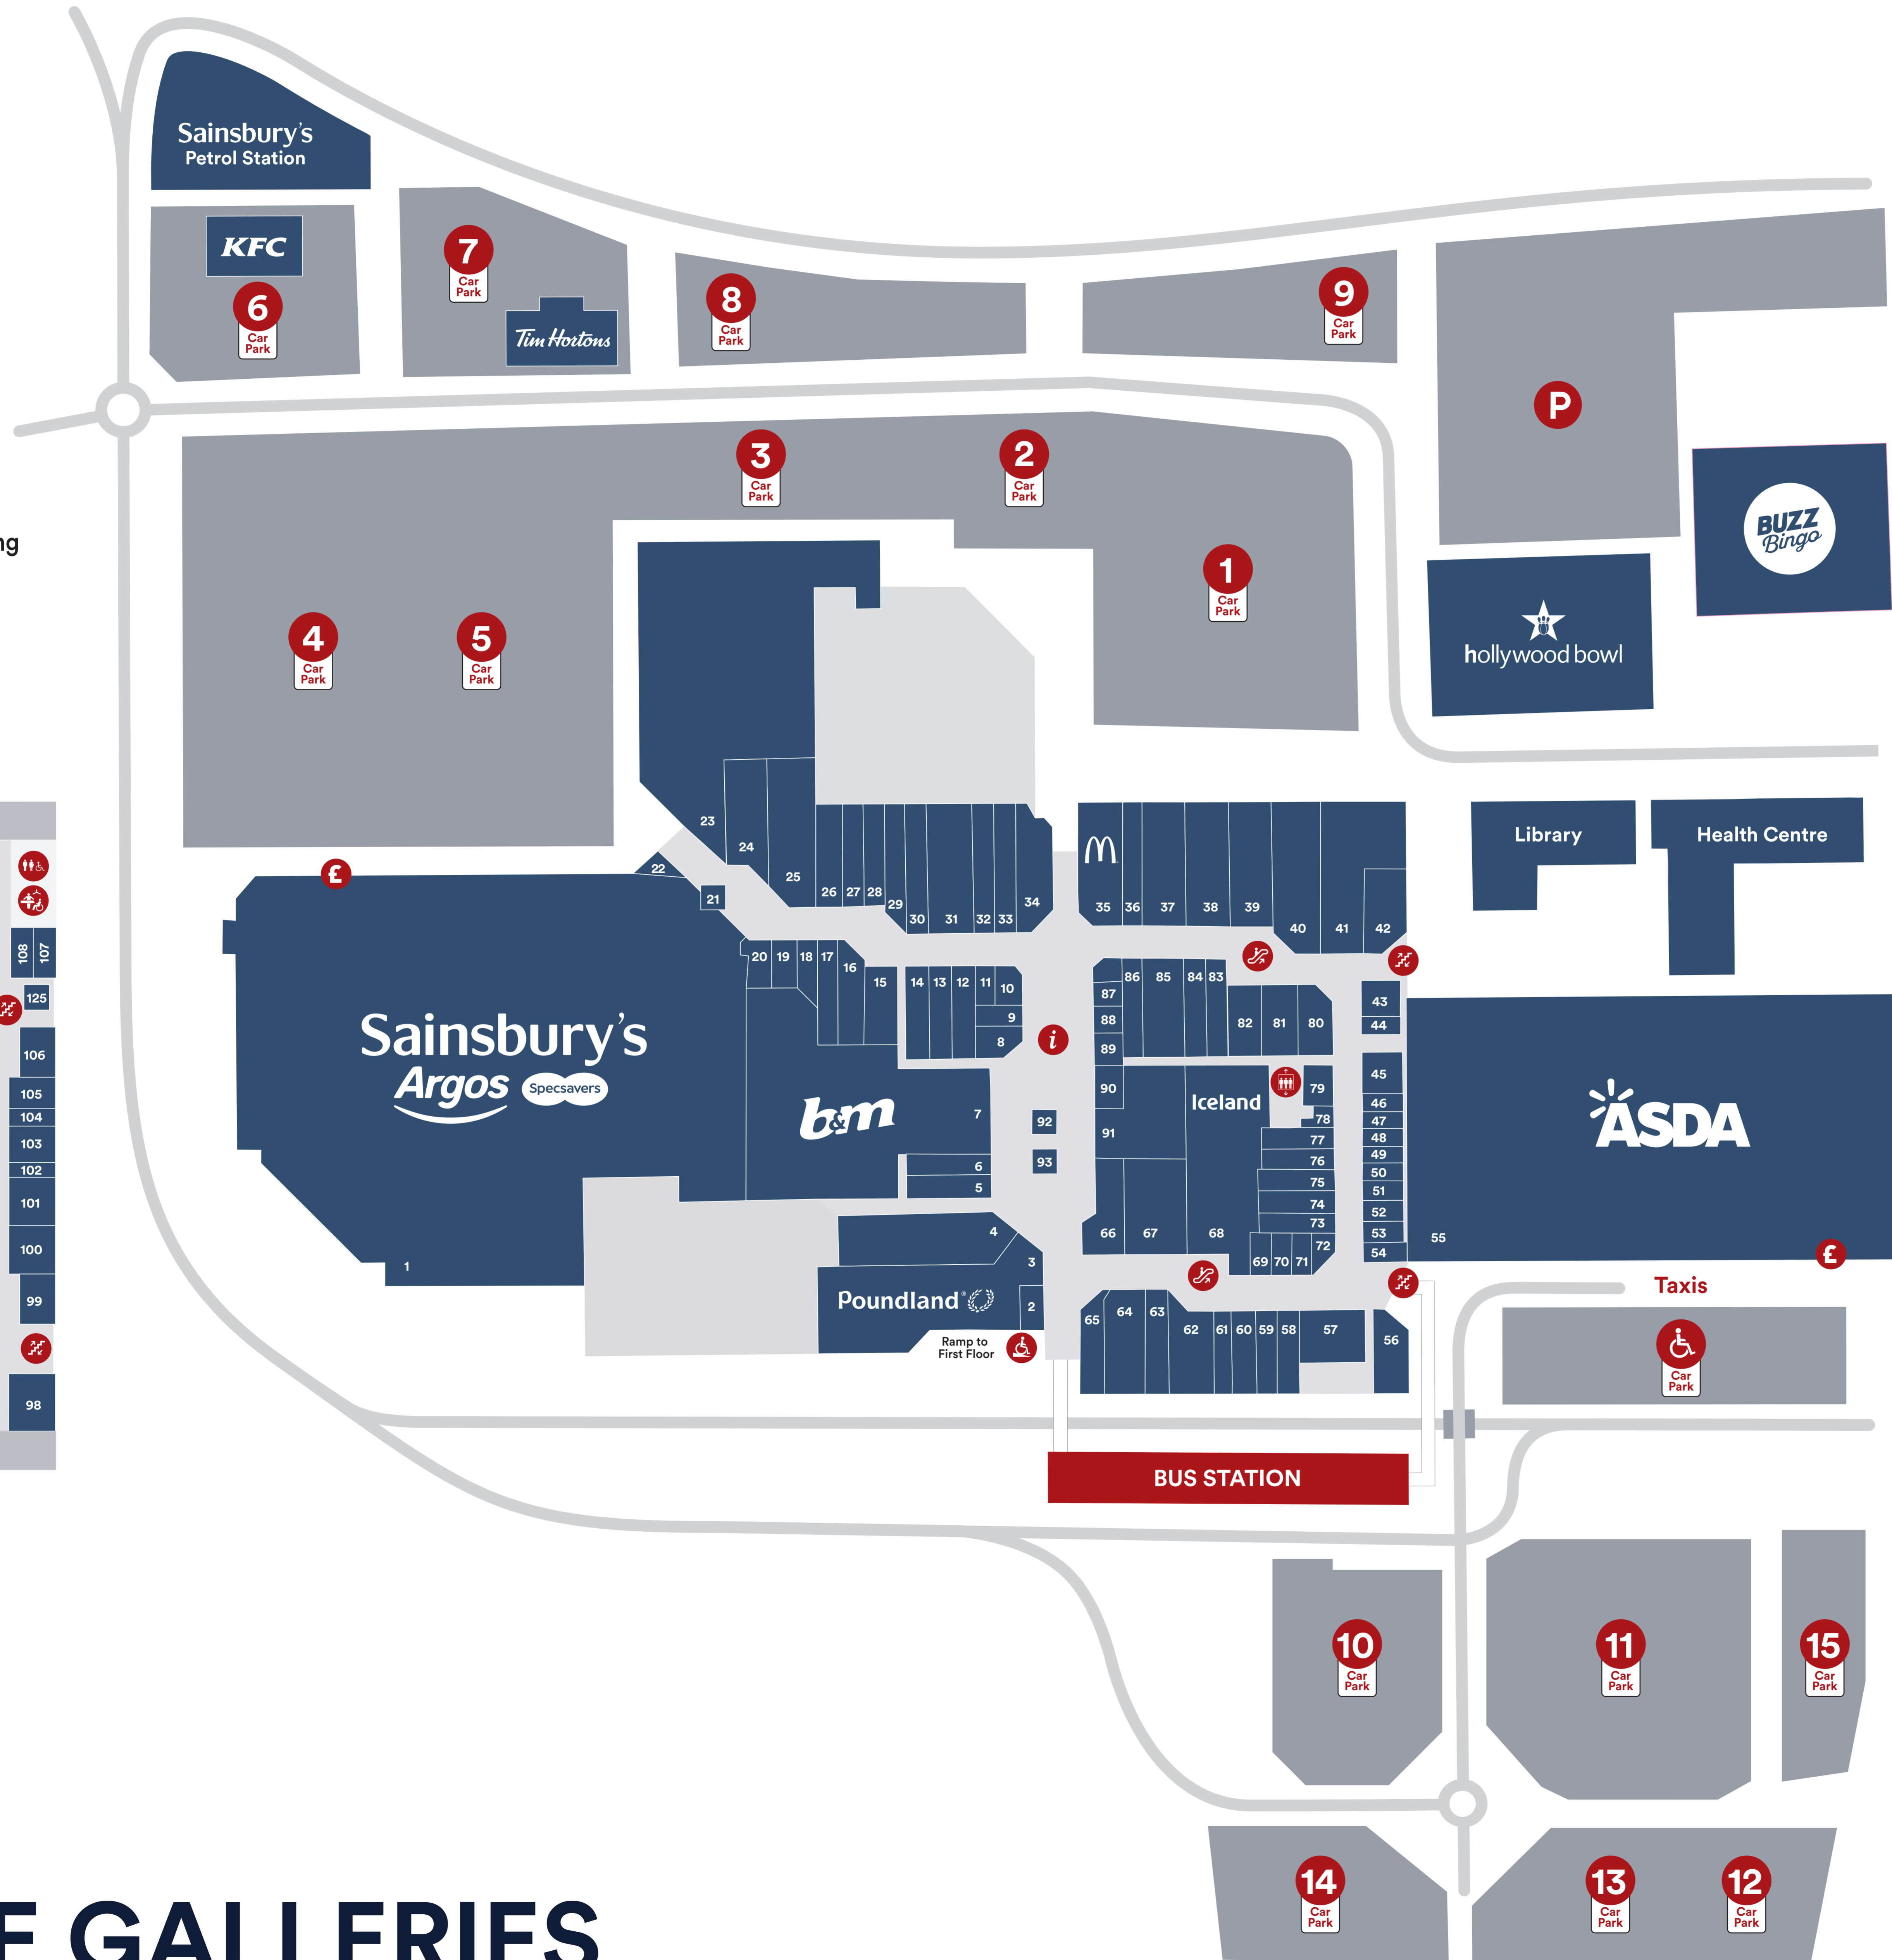 Sainsbury's
Petrol Station
KFC
6
Car
Park
7
Car
Park
Tim Hortons
8
Car
Park
9
Car
Park
P
3
Car
Park
2
Car
Park
1
Car
Park
4
Car
Park
5
Car
Park
BUZZ
Bingo
hollywood bowl
ng
Library
Health Centre
23
24
25
26
27
28
29
30
31
32
33
34
35
36
37
38
39
40
41
42
£
22
21
20
19
18
17
16
15
14
13
12
11
10
9
8
i
86
85
84
83
87
88
89
82
81
80
43
44
108
107
125
106
105
104
103
102
101
100
99
98
Sainsbury's
Argos
Specsavers
1
b&m
7
6
5
92
93
90
91
Iceland
79
78
77
76
75
74
73
72
66
67
68
69
70
71
45
46
47
48
49
50
51
52
53
54
55
ASDA
£
4
3
Poundland
2
Ramp to
First Floor
65
64
63
62
61
60
59
58
57
56
Taxis
Car
Park
BUS STATION
10
Car
Park
11
Car
Park
15
Car
Park
14
Car
Park
13
Car
Park
12
Car
Park
E GALLERIES